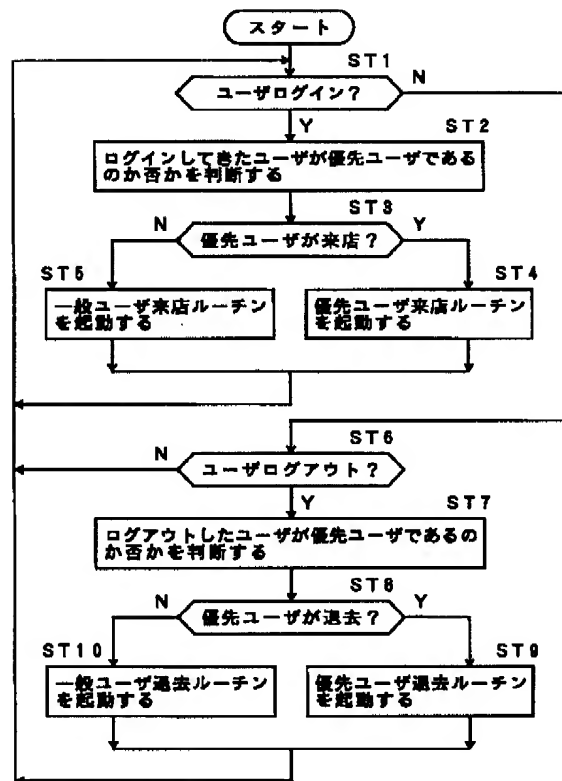 スタート
ST1
ユーザログイン?
N
Y
ST2
ログインしてきたユーザが優先ユーザである
のか否かを判断する
ST3
N
優先ユーザが来店?
Y
ST5
ST4
一般ユーザ来店ルーチン
を起動する
優先ユーザ来店ルーチン
を起動する
ST6
N
ユーザログアウト?
Y
ST7
ログアウトしたユーザが優先ユーザであるの
か否かを判断する
ST8
N
優先ユーザが退去?
Y
ST10
ST9
一般ユーザ退去ルーチン
を起動する
優先ユーザ退去ルーチン
を起動する